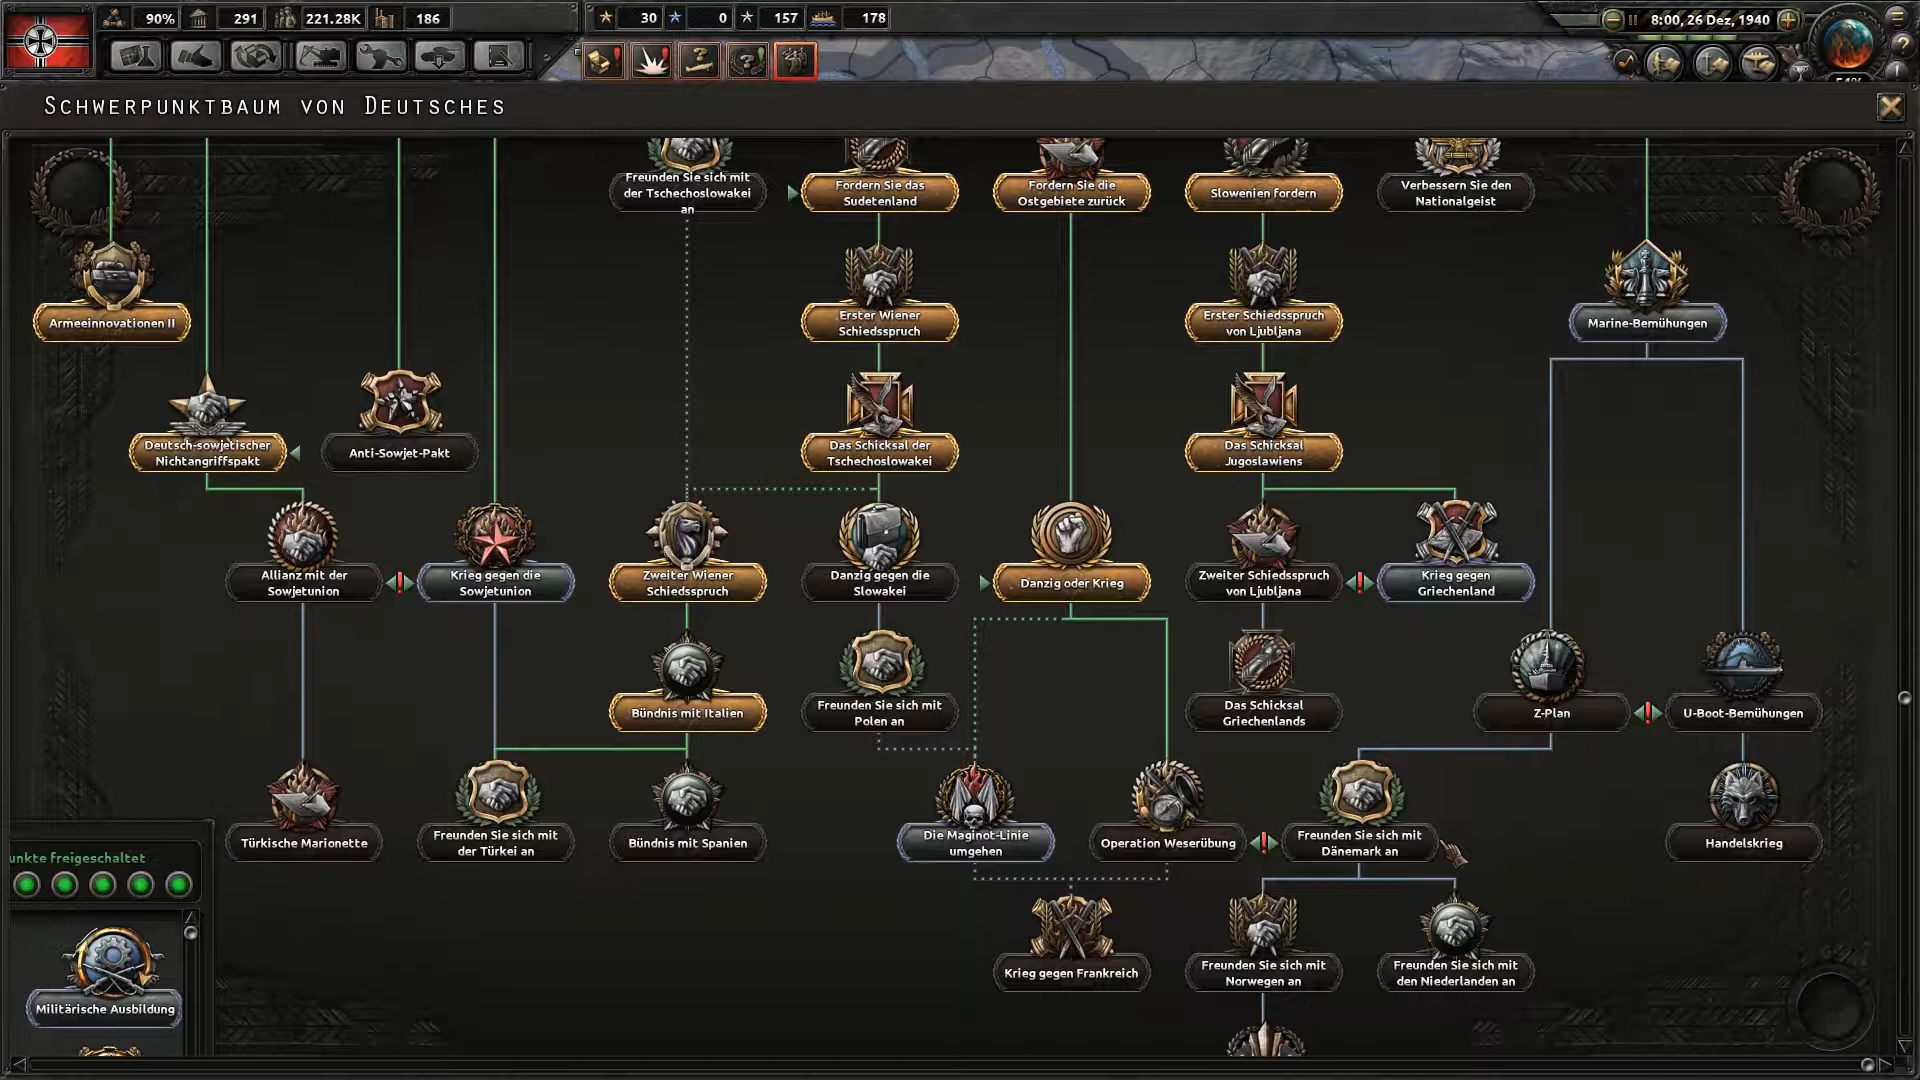 90%
291
221.28K
186
30
0
157
178
8:00, 26 Dez, 1940
54%
Schwerpunktbaum von Deutsches
Freunden Sie sich mit
der Tschechoslowakei
an
Fordern Sie das
Sudetenland
Fordern Sie die
Ostgebiete zurück
Slowenien fordern
Verbessern Sie den
Nationalgeist
Armeeinnovationen II
Erster Wiener
Schiedsspruch
Erster Schiedsspruch
von Ljubljana
Marine-Bemühungen
Deutsch-sowjetischer
Nichtangriffspakt
Anti-Sowjet-Pakt
Das Schicksal der
Tschechoslowakei
Das Schicksal
Jugoslawiens
Allianz mit der
Sowjetunion
Krieg gegen die
Sowjetunion
Zweiter Wiener
Schiedsspruch
Danzig gegen die
Slowakei
Danzig oder Krieg
Zweiter Schiedsspruch
von Ljubljana
Krieg gegen
Griechenland
Bündnis mit Italien
Freunden Sie sich mit
Polen an
Das Schicksal
Griechenlands
Z-Plan
U-Boot-Bemühungen
Türkische Marionette
Freunden Sie sich mit
der Türkei an
Bündnis mit Spanien
Die Maginot-Linie
umgehen
Operation Weserübung
Freunden Sie sich mit
Dänemark an
Handelskrieg
unkte freigeschaltet
Krieg gegen Frankreich
Freunden Sie sich mit
Norwegen an
Freunden Sie sich mit
den Niederlanden an
Militärische Ausbildung